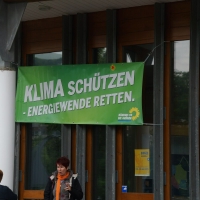 KLIMA SCHÜTZEN
- ENERGIEWENDE RETTEN.